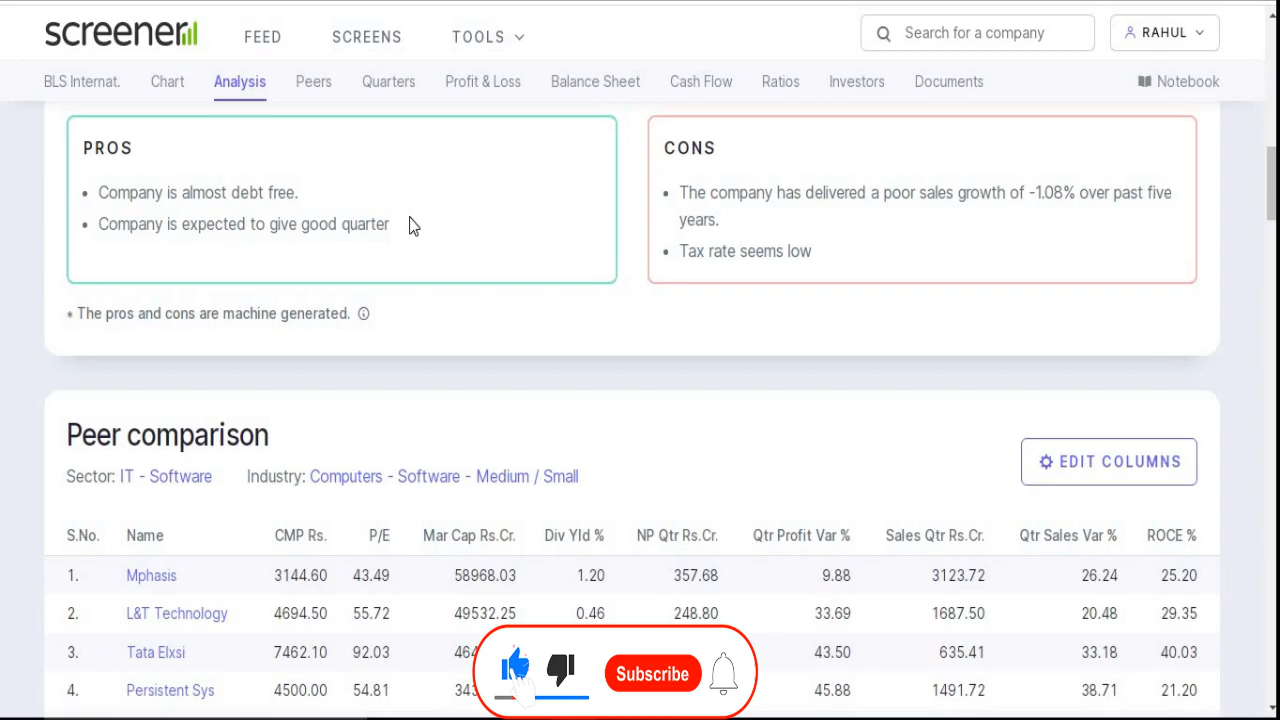 screener
FEED SCREENS TOOLS
Search for a company
RAHUL
BLS Internat. Chart Analysis Peers Quarters Profit & Loss Balance Sheet Cash Flow Ratios Investors Documents Notebook
PROS
• Company is almost debt free.
• Company is expected to give good quarter
CONS
• The company has delivered a poor sales growth of -1.08% over past five
years.
• Tax rate seems low
* The pros and cons are machine generated.
Peer comparison
Sector: IT - Software Industry: Computers - Software - Medium / Small
EDIT COLUMNS
S.No. Name CMP Rs. P/E Mar Cap Rs.Cr. Div Yld % NP Qtr Rs.Cr. Qtr Profit Var % Sales Qtr Rs.Cr. Qtr Sales Var % ROCE %
1. Mphasis 3144.60 43.49 58968.03 1.20 357.68 9.88 3123.72 26.24 25.20
2. L&T Technology 4694.50 55.72 49532.25 0.46 248.80 33.69 1687.50 20.48 29.35
3. Tata Elxsi 7462.10 92.03 43.50 635.41 33.18 40.03
4. Persistent Sys 4500.00 54.81 45.88 1491.72 38.71 21.20
Subscribe